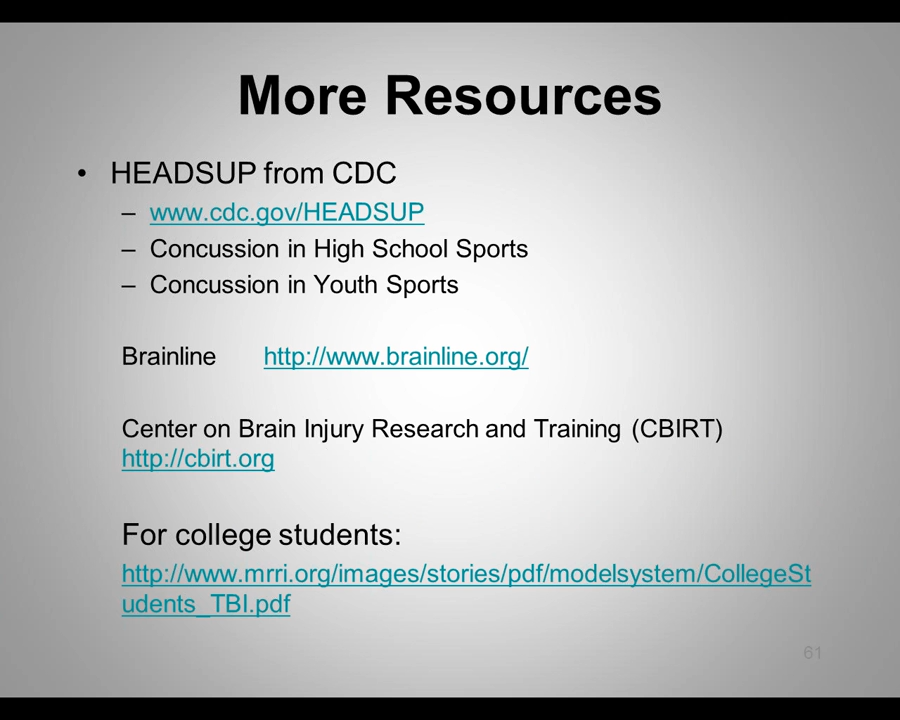 More Resources
• HEADSUP from CDC
– www.cdc.gov/HEADSUP
– Concussion in High School Sports
– Concussion in Youth Sports
Brainline http://www.brainline.org/
Center on Brain Injury Research and Training (CBIRT)
http://cbirt.org
For college students:
http://www.mrri.org/images/stories/pdf/modelsystem/CollegeSt
udents_TBI.pdf
61